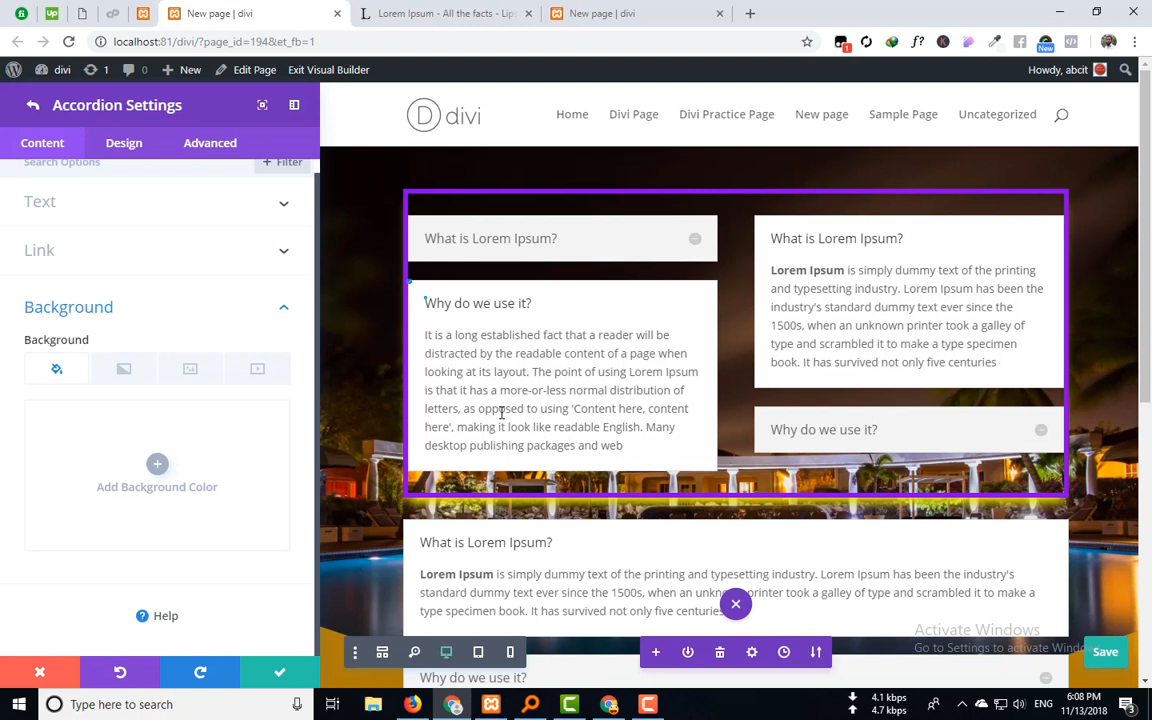 New page | divi
Lorem Ipsum - All the facts - Lips
New page | divi
localhost:81/divi/?page_id=194&et_fb=1
1
New
divi
1
0
New
Edit Page
Exit Visual Builder
Howdy, abcit
Accordion Settings
Content
Design
Advanced
Search Options
+ Filter
Text
Link
Background
Background
Add Background Color
Help
D divi
Home
Divi Page
Divi Practice Page
New page
Sample Page
Uncategorized
What is Lorem Ipsum?
Why do we use it?
It is a long established fact that a reader will be
distracted by the readable content of a page when
looking at its layout. The point of using Lorem Ipsum
is that it has a more-or-less normal distribution of
letters, as opposed to using 'Content here, content
here', making it look like readable English. Many
desktop publishing packages and web
What is Lorem Ipsum?
Lorem Ipsum is simply dummy text of the printing
and typesetting industry. Lorem Ipsum has been the
industry's standard dummy text ever since the
1500s, when an unknown printer took a galley of
type and scrambled it to make a type specimen
book. It has survived not only five centuries
Why do we use it?
What is Lorem Ipsum?
Lorem Ipsum is simply dummy text of the printing and typesetting industry. Lorem Ipsum has been the industry's
standard dummy text ever since the 1500s, when an printer took a galley of type and scrambled it to make a
type specimen book. It has survived not only five centuries
Why do we use it?
Activate Windows
Go to Settings to activate Windows
Save
Type here to search
4.1 kbps
4.7 kbps
ENG
6:08 PM
11/13/2018
3